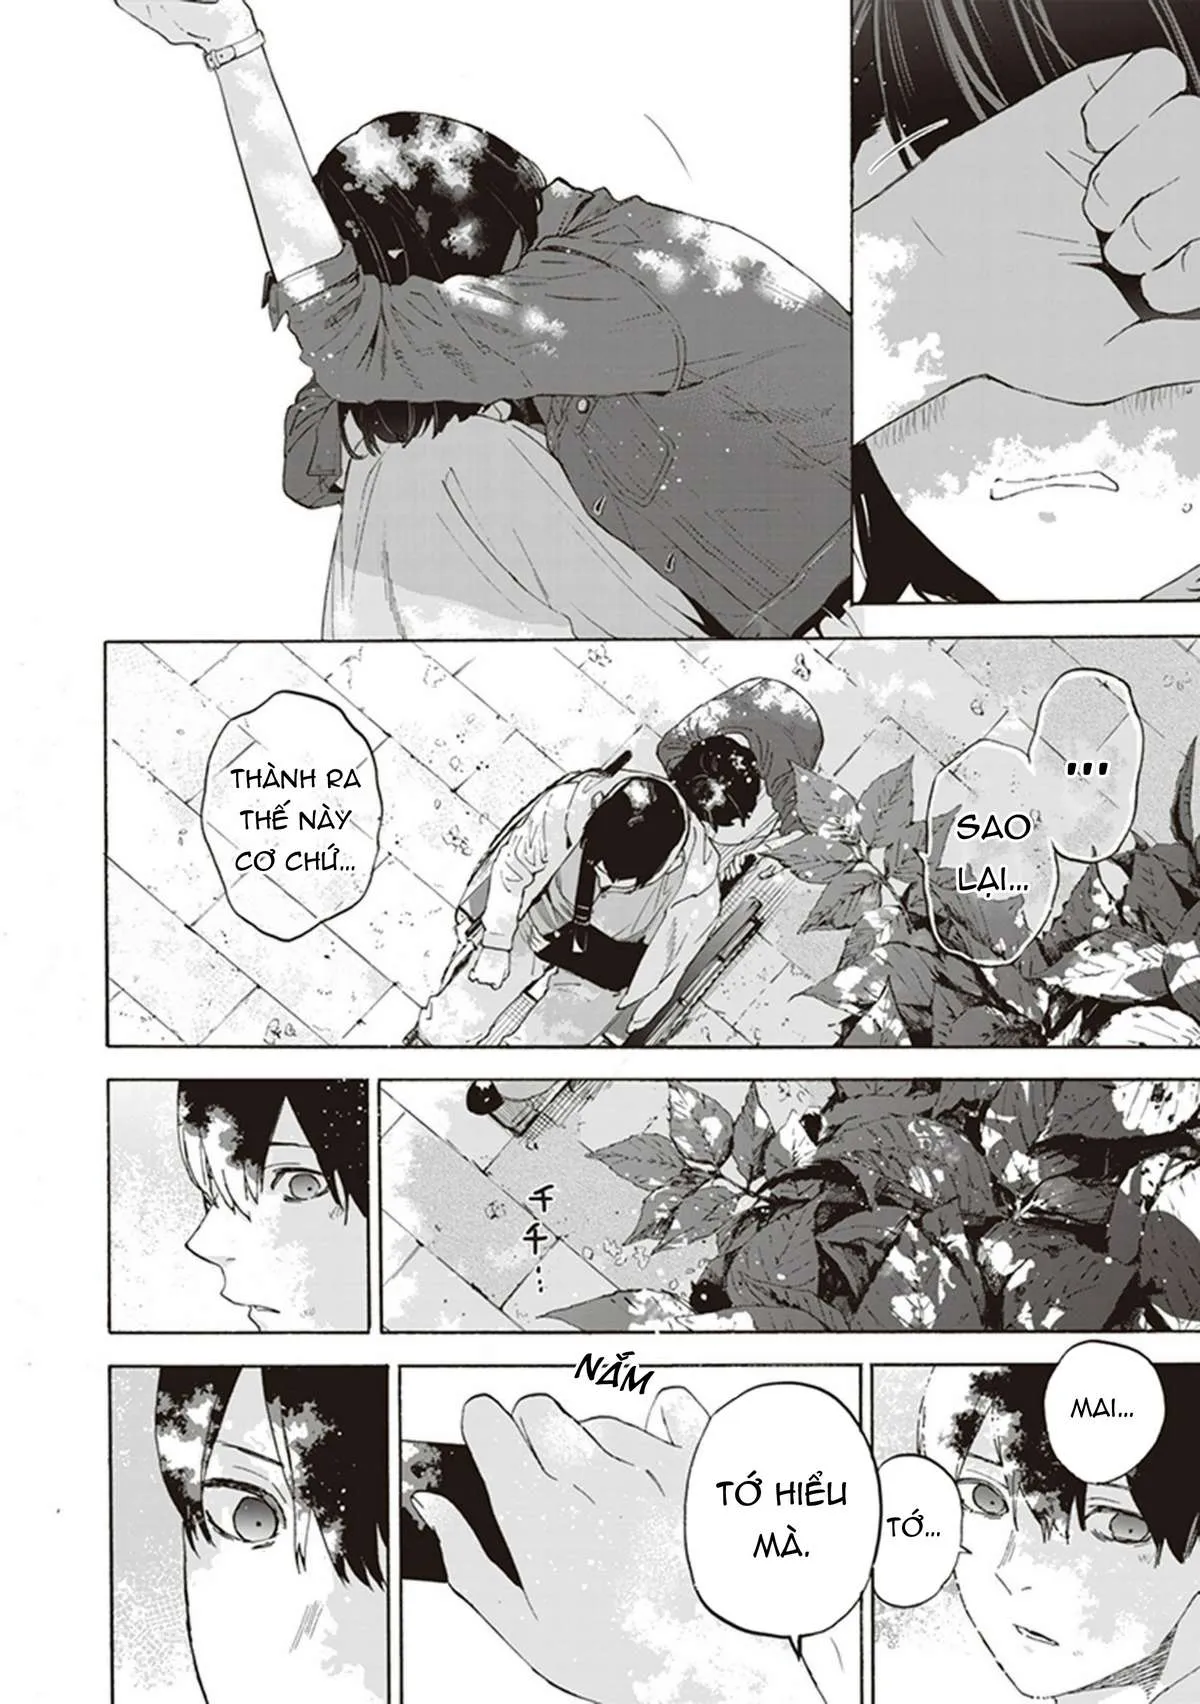 ...
SAO
LẠI...
THÀNH RA
THẾ NÀY
CƠ CHỨ...
チ
チ
...
MAI...
TỚ...
NẮM
TỚ HIỂU
MÀ.